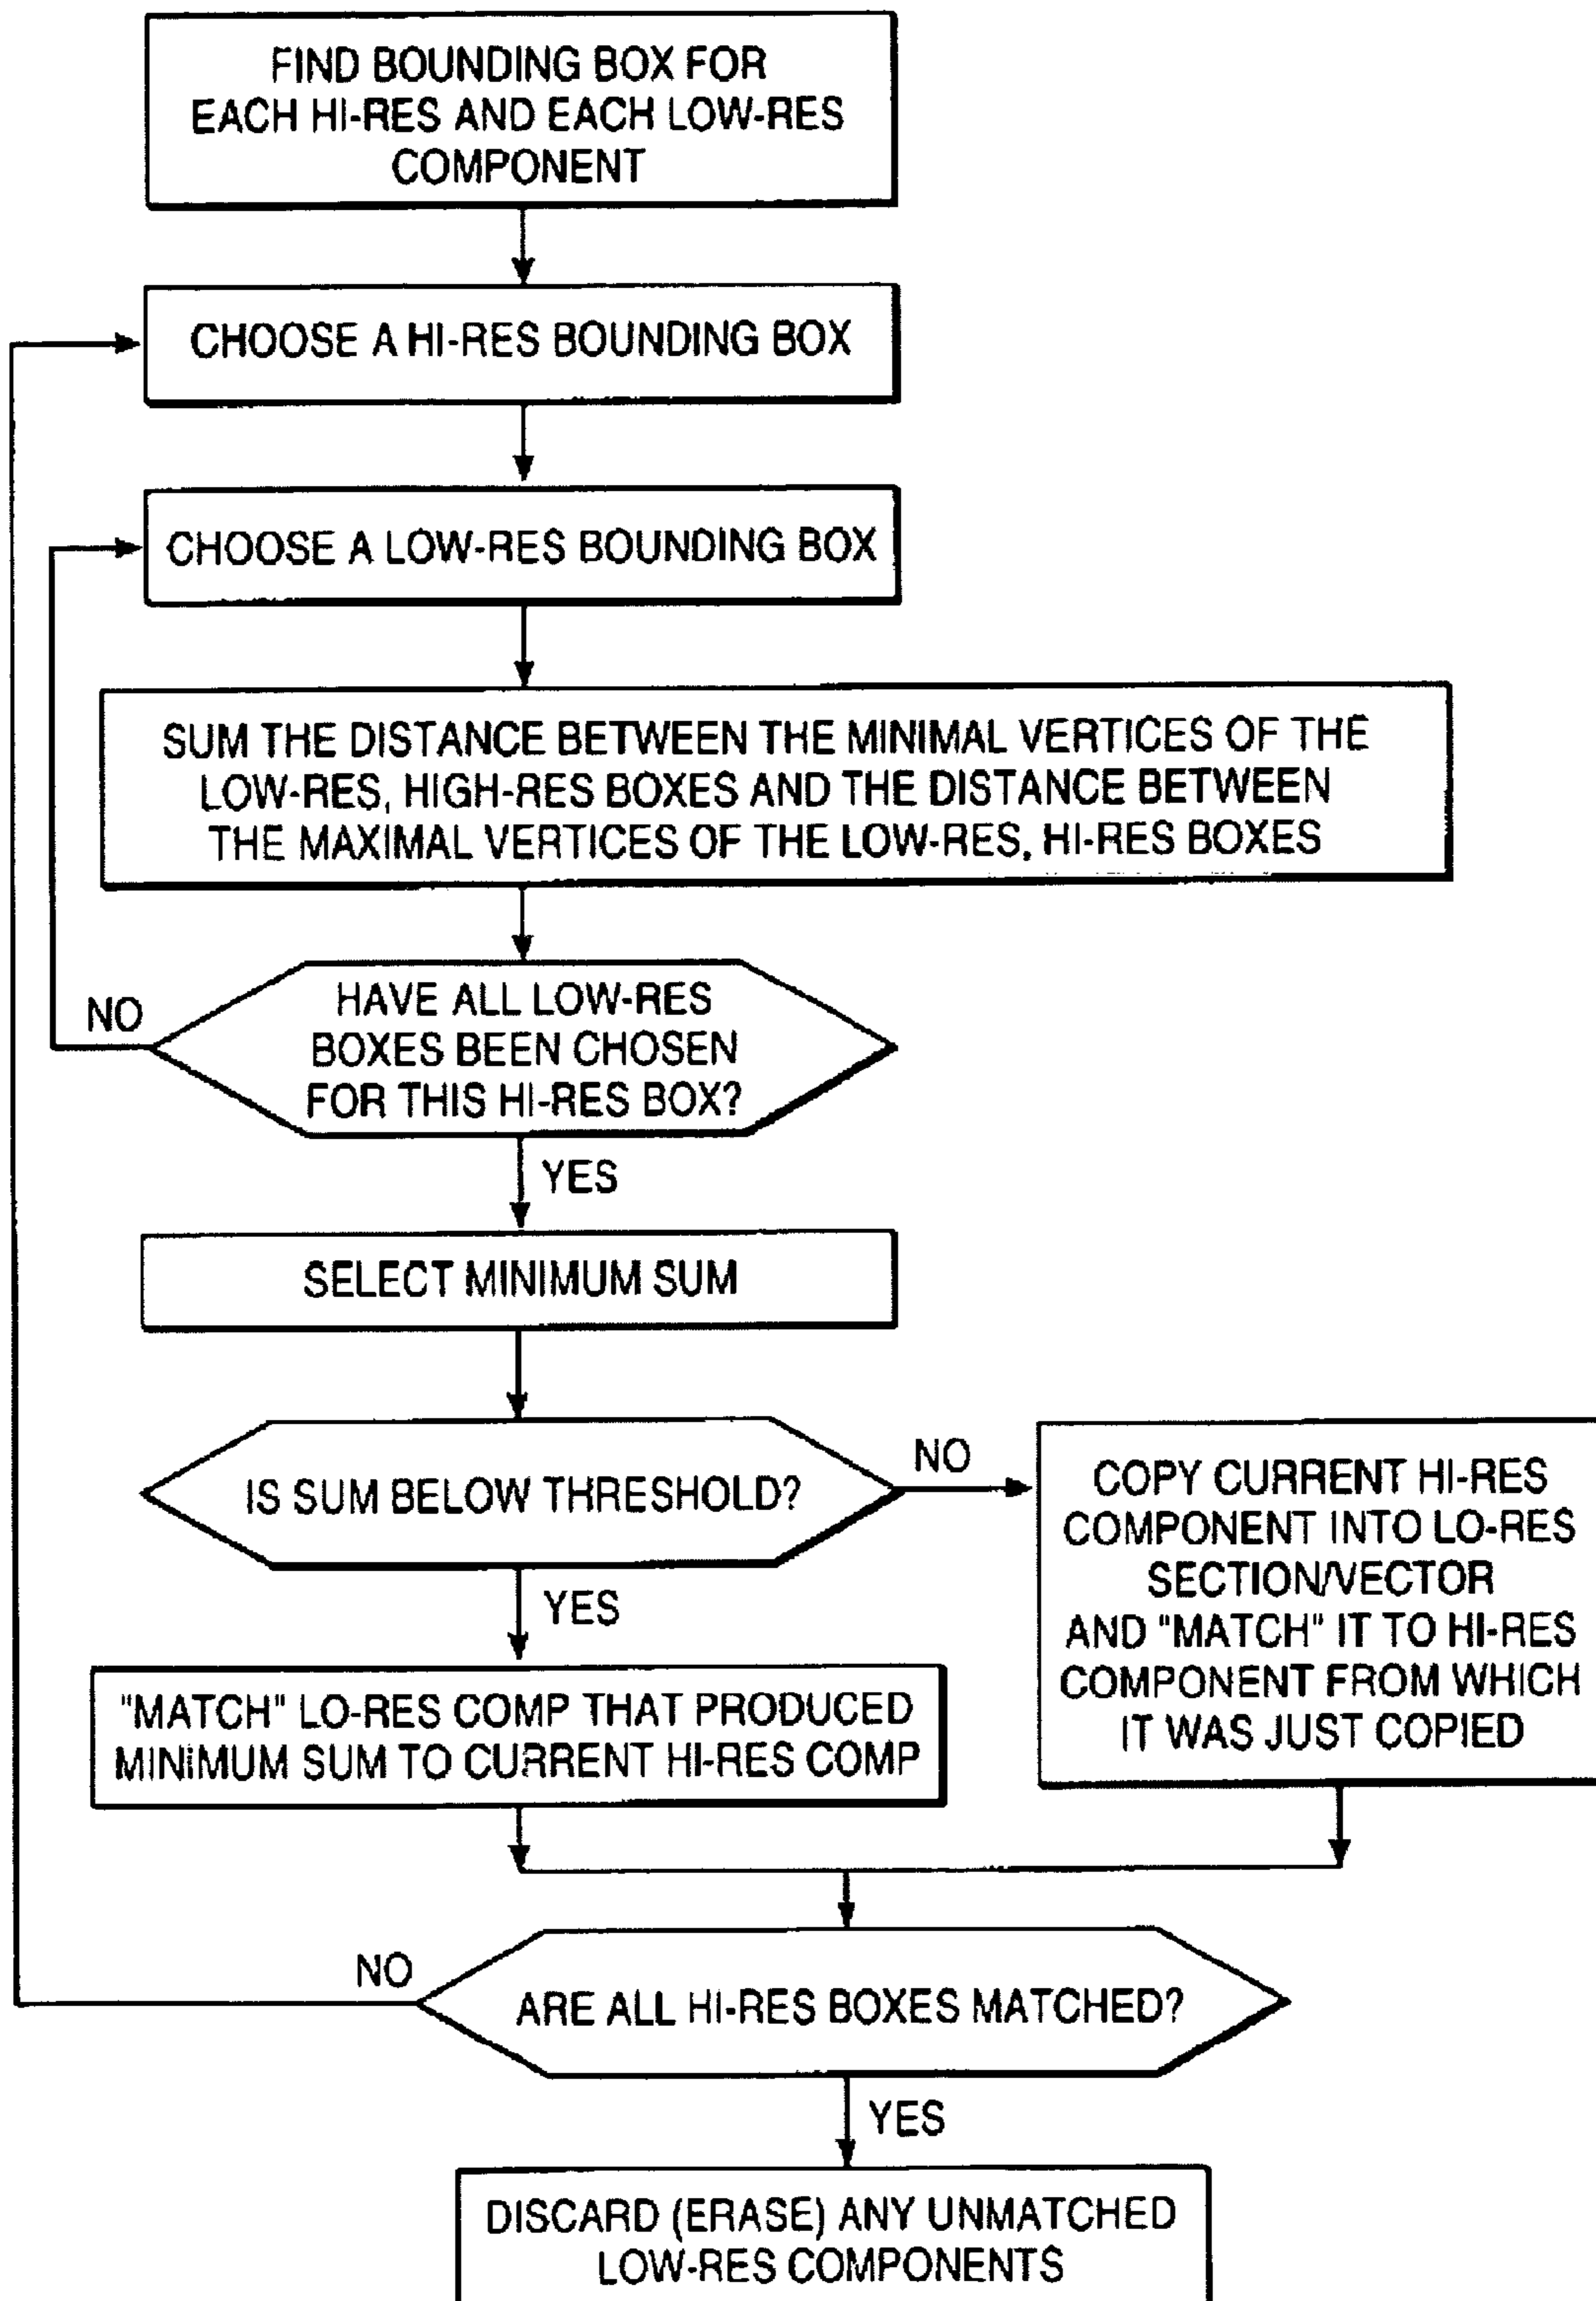 FIND BOUNDING BOX FOR
EACH HI-RES AND EACH LOW-RES
COMPONENT
CHOOSE A HI-RES BOUNDING BOX
CHOOSE A LOW-RES BOUNDING BOX
SUM THE DISTANCE BETWEEN THE MINIMAL VERTICES OF THE
LOW-RES, HIGH-RES BOXES AND THE DISTANCE BETWEEN
THE MAXIMAL VERTICES OF THE LOW-RES, HI-RES BOXES
NO
HAVE ALL LOW-RES
BOXES BEEN CHOSEN
FOR THIS HI-RES BOX?
YES
SELECT MINIMUM SUM
IS SUM BELOW THRESHOLD?
NO
YES
COPY CURRENT HI-RES
COMPONENT INTO LO-RES
SECTION/VECTOR
AND "MATCH" IT TO HI-RES
COMPONENT FROM WHICH
IT WAS JUST COPIED
"MATCH" LO-RES COMP THAT PRODUCED
MINIMUM SUM TO CURRENT HI-RES COMP
NO
ARE ALL HI-RES BOXES MATCHED?
YES
DISCARD (ERASE) ANY UNMATCHED
LOW-RES COMPONENTS